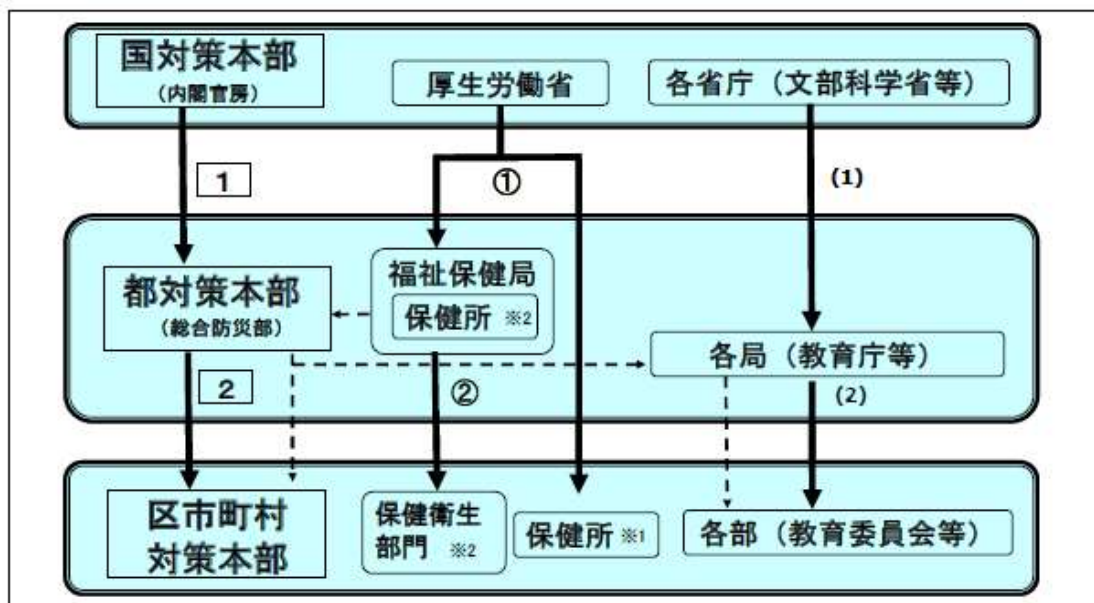 国対策本部
(内閣官房)
厚生労働省
各省庁（文部科学省等）
1
①
(1)
都対策本部
(総合防災部)
福祉保健局
保健所 ※2
各局（教育庁等）
2
②
(2)
区市町村
対策本部
保健衛生
部門 ※2
保健所 ※1
各部（教育委員会等）